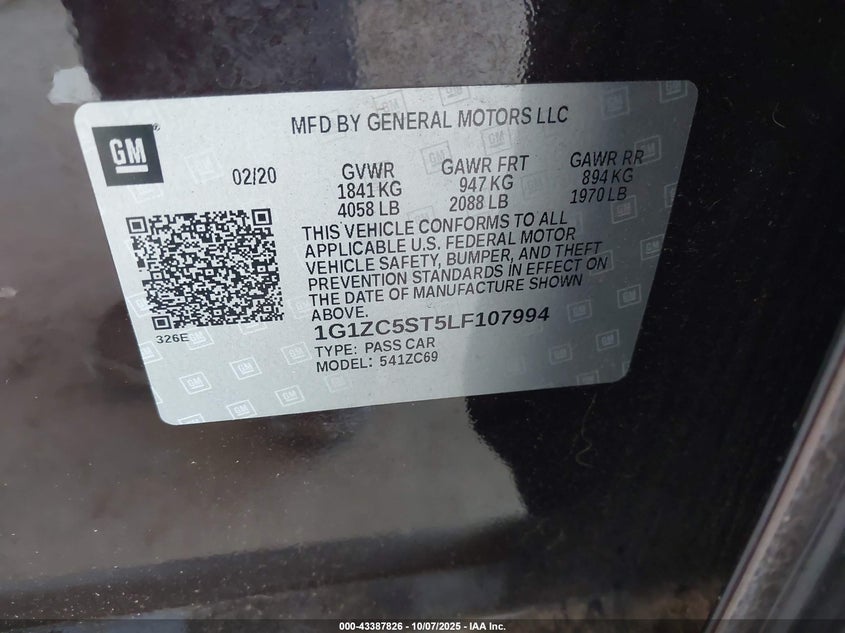 GM
MFD BY GENERAL MOTORS LLC
02/20
GVWR
1841 KG
4058 LB
GAWR FRT
947 KG
2088 LB
GAWR RR
894 KG
1970 LB
THIS VEHICLE CONFORMS TO ALL
APPLICABLE U.S. FEDERAL MOTOR
VEHICLE SAFETY, BUMPER, AND THEFT
PREVENTION STANDARDS IN EFFECT ON
THE DATE OF MANUFACTURE SHOWN
ABOVE.
326E
1G1ZC5ST5LF107994
TYPE: PASS CAR
MODEL: 541ZC69
000-43387826 - 10/07/2025 - IAA Inc.